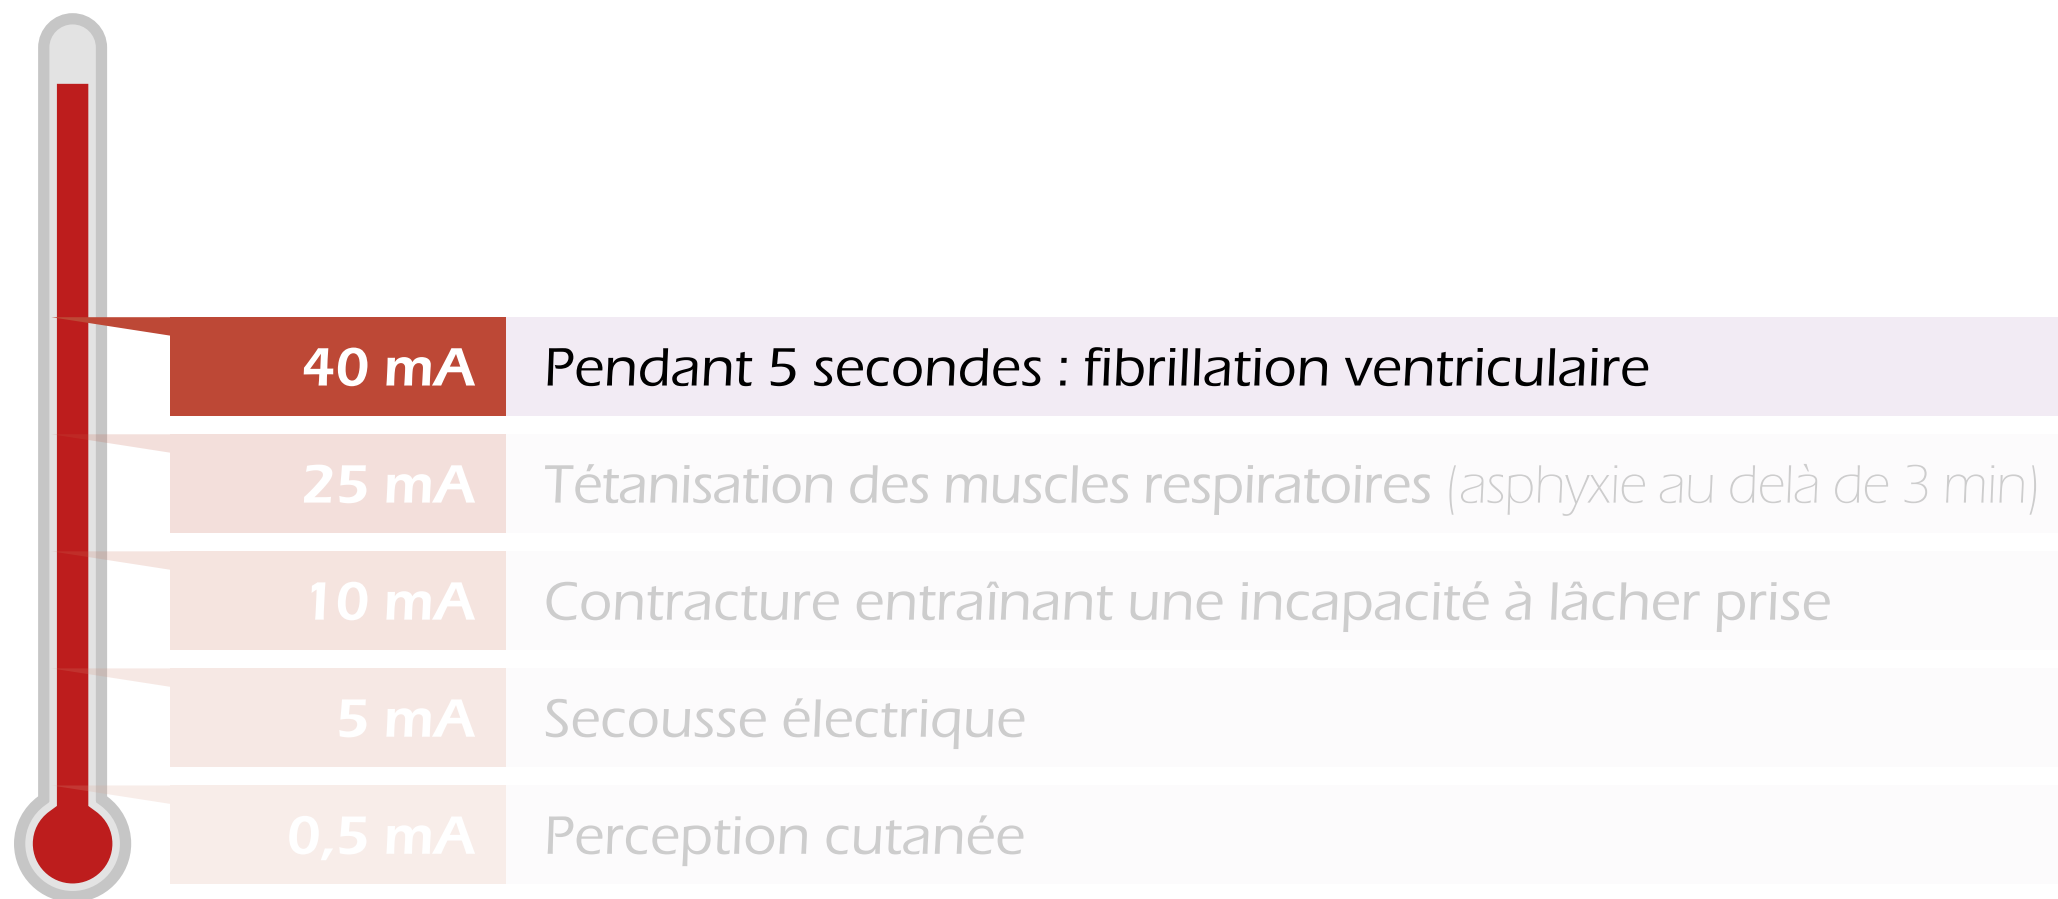 40 mA Pendant 5 secondes : fibrillation ventriculaire
25 mA Tétanisation des muscles respiratoires (asphyxie au delà de 3 min)
10 mA Contracture entraînant une incapacité à lâcher prise
5 mA Secousse électrique
0,5 mA Perception cutanée